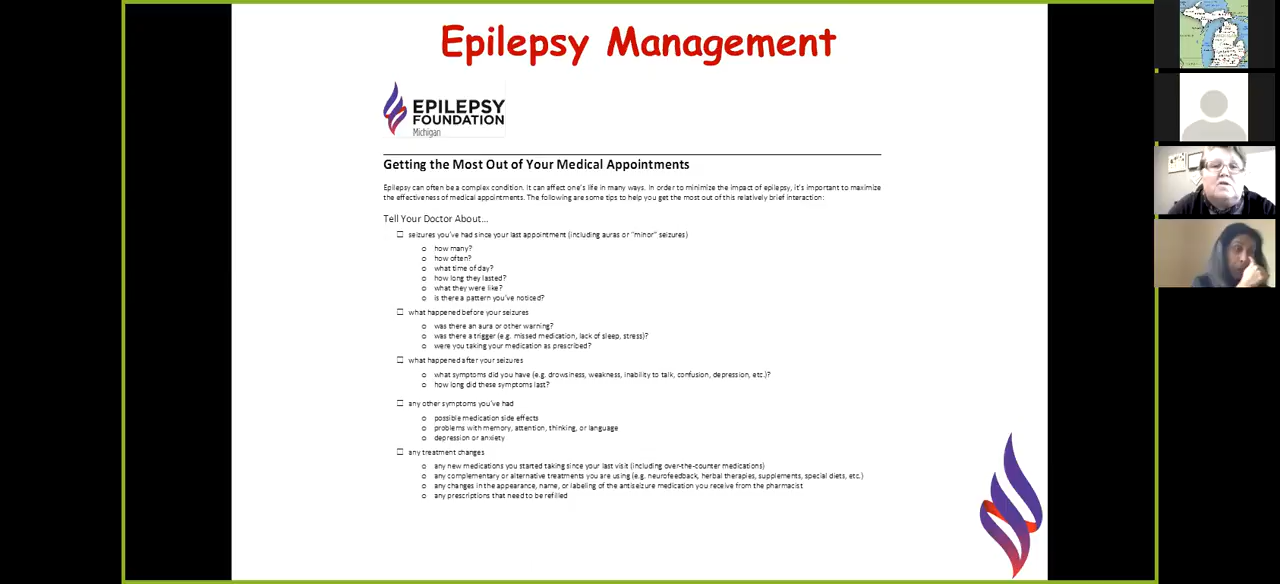 Epilepsy Management
EPILEPSY
FOUNDATION
Michigan
Getting the Most Out of Your Medical Appointments
Epilepsy can often be a complex condition. It can affect one's life in many ways. In order to minimize the impact of epilepsy, it's important to maximize
the effectiveness of medical appointments. The following are some tips to help you get the most out of this relatively brief interaction:
Tell Your Doctor About...
☐ seizures you've had since your last appointment (including auras or "minor" seizures)
o how many?
o how often?
o what time of day?
o how long they lasted?
o what they were like?
o is there a pattern you've noticed?
☐ what happened before your seizures
o was there an aura or other warning?
o was there a trigger (e.g. missed medication, lack of sleep, stress)?
o were you taking your medication as prescribed?
☐ what happened after your seizures
o what symptoms did you have (e.g. drowsiness, weakness, inability to talk, confusion, depression, etc.)?
o how long did these symptoms last?
☐ any other symptoms you've had
o possible medication side effects
o problems with memory, attention, thinking, or language
o depression or anxiety
☐ any treatment changes
o any new medications you started taking since your last visit (including over-the-counter medications)
o any complementary or alternative treatments you are using (e.g. neurofeedback, herbal therapies, supplements, special diets, etc.)
o any changes in the appearance, name, or labeling of the antiseizure medication you receive from the pharmacist
o any prescriptions that need to be refilled